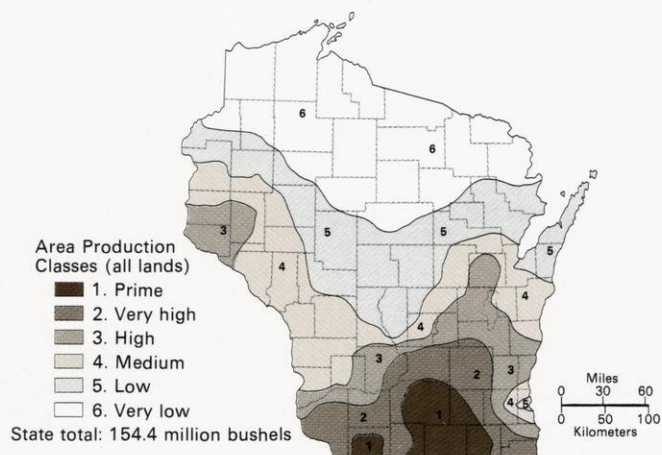 6
6
3
5
5
5
4
4
4
3
2
3
4
5
2
1
1
Area Production
Classes (all lands)
1. Prime
2. Very high
3. High
4. Medium
5. Low
6. Very low
State total: 154.4 million bushels
Miles
0 30 60
0 50 100
Kilometers